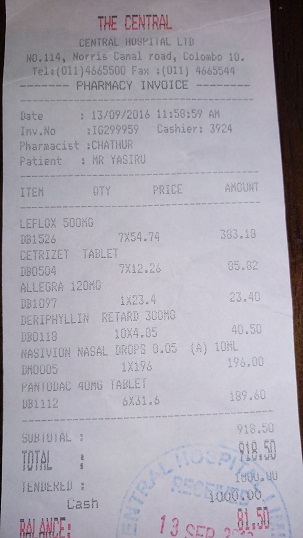 THE CENTRAL
CENTRAL HOSPITAL LTD
NO.114, Norris Canal road, Colombo 10.
Tel:(011)4665500 Fax :(011) 4665544
------- PHARMACY INVOICE -------
Date : 13/09/2016 11:58:59 AM
Inv.No :IG299959 Cashier: 3924
Pharmacist :CHATHUR
Patient : MR YASIRU
ITEM QTY PRICE AMOUNT
LEFLOX 500MG
DB1526 7X54.74 383.18
CETRIZET TABLET
DB0504 7X12.26 85.82
ALLEGRA 120MG
DB1097 1X23.4 23.40
DERIPHYLLIN RETARD 300MG
DB0118 10X4.05 40.50
NASIVION NASAL DROPS 0.05 (A) 10ML
DM0005 1X196 196.00
PANTODAC 40MG TABLET
DB1112 6X31.6 189.60
SUBTOTAL : 918.50
TOTAL : 918.50
TENDERED : 1000.00
Cash 1000.00
BALANCE: 81.50
CENTRAL HOSPITAL
13 SEP